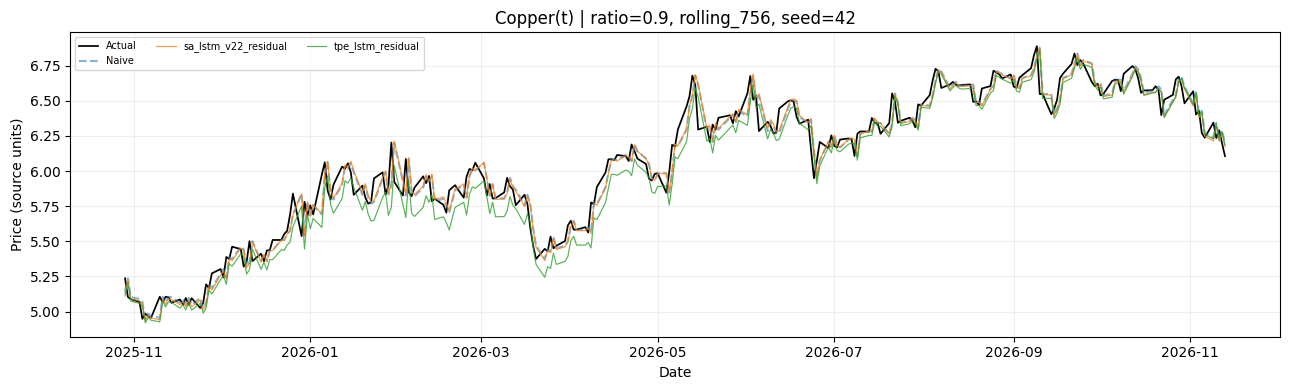 Copper(t) | ratio=0.9, rolling_756, seed=42
Actual
Naive
sa_lstm_v22_residual
tpe_lstm_residual
Price (source units)
6.75
6.50
6.25
6.00
5.75
5.50
5.25
5.00
2025-11
2026-01
2026-03
2026-05
2026-07
2026-09
2026-11
Date